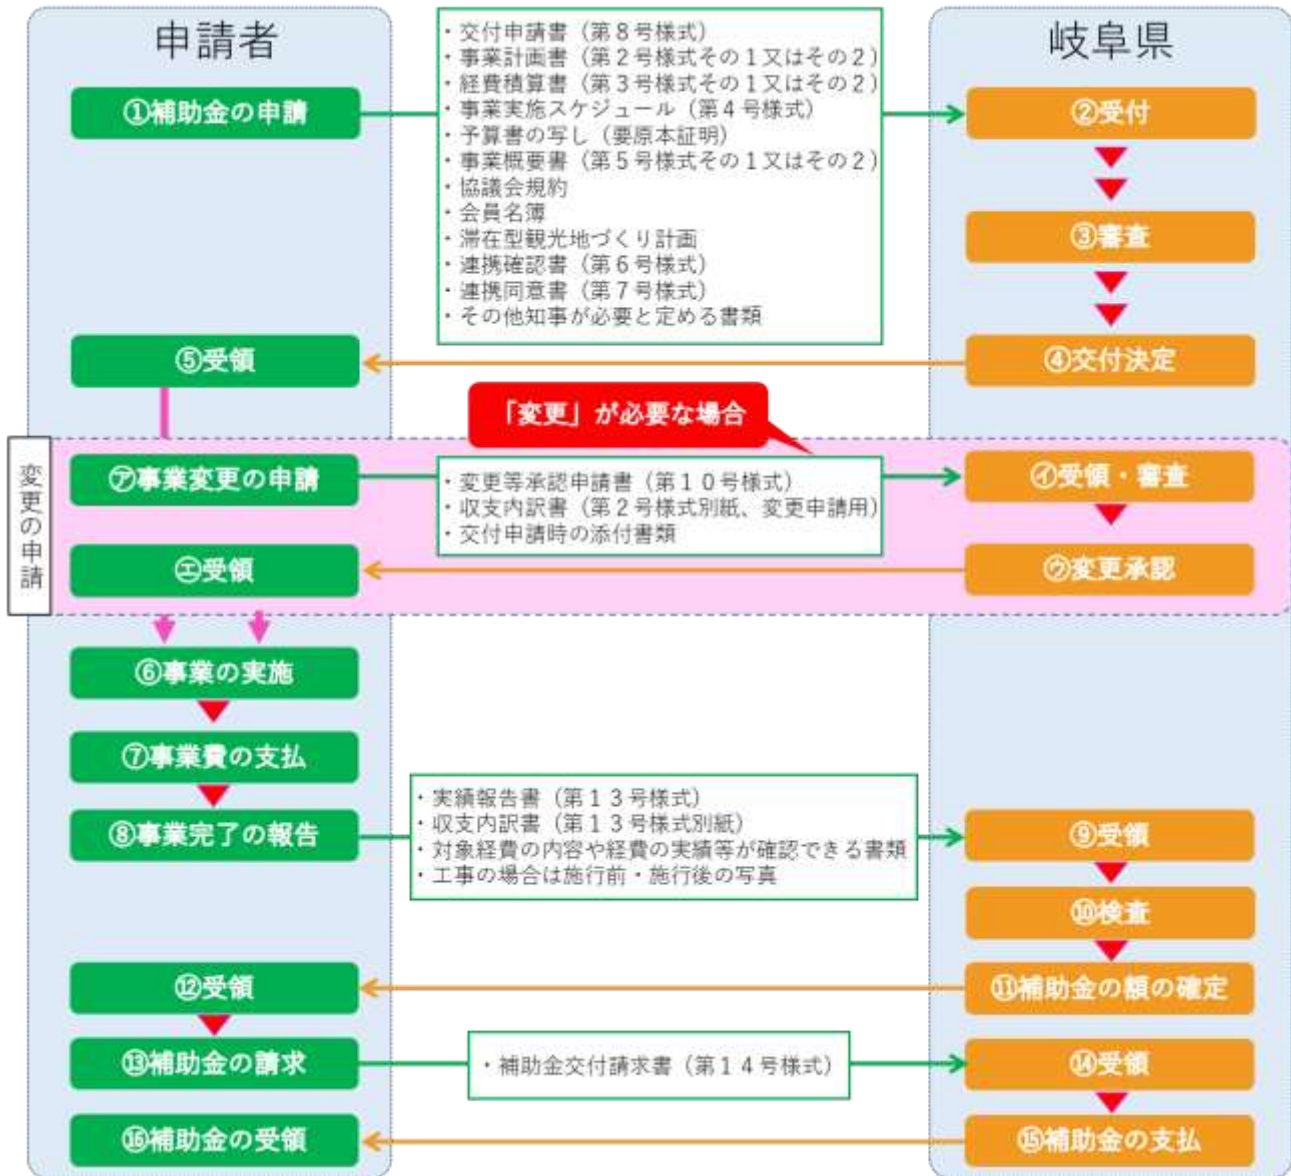 申請者
岐阜県
①補助金の申請
・交付申請書（第８号様式）
・事業計画書（第２号様式その１又はその２）
・経費積算書（第３号様式その１又はその２）
・事業実施スケジュール（第４号様式）
・予算書の写し（要原本証明）
・事業概要書（第５号様式その１又はその２）
・協議会規約
・会員名簿
・滞在型観光地づくり計画
・連携確認書（第６号様式）
・連携同意書（第７号様式）
・その他知事が必要と定める書類
②受付
③審査
④交付決定
⑤受領
「変更」が必要な場合
変更の申請
㋐事業変更の申請
・変更等承認申請書（第１０号様式）
・収支内訳書（第２号様式別紙、変更申請用）
・交付申請時の添付書類
㋑受領・審査
㋒変更承認
㋓受領
⑥事業の実施
⑦事業費の支払
⑧事業完了の報告
・実績報告書（第１３号様式）
・収支内訳書（第１３号様式別紙）
・対象経費の内容や経費の実績等が確認できる書類
・工事の場合は施行前・施行後の写真
⑨受領
⑩検査
⑪補助金の額の確定
⑫受領
⑬補助金の請求
・補助金交付請求書（第１４号様式）
⑭受領
⑮補助金の支払
⑯補助金の受領